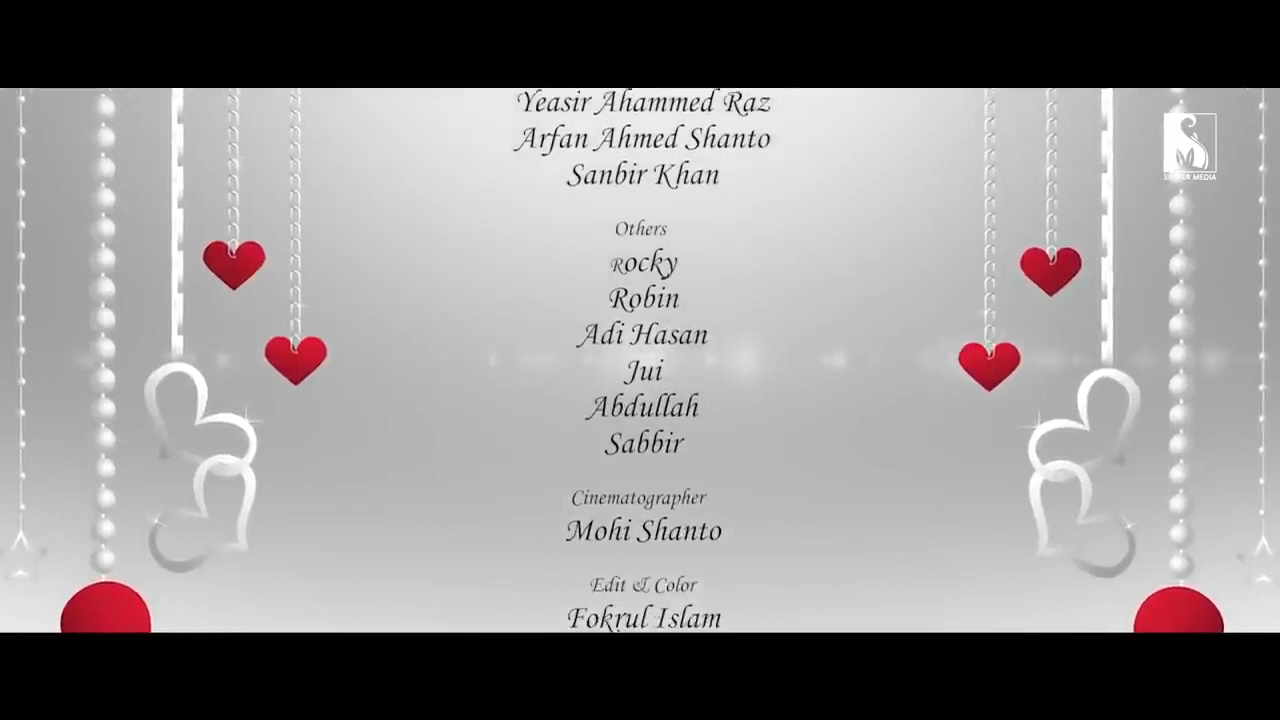 Yeasir Ahammed Raz
Arfan Ahmed Shanto
Sanbir Khan
Others
Rocky
Robin
Adi Hasan
Jui
Abdullah
Sabbir
Cinematographer
Mohi Shanto
Edit & Color
Fokrul Islam
MEDIA